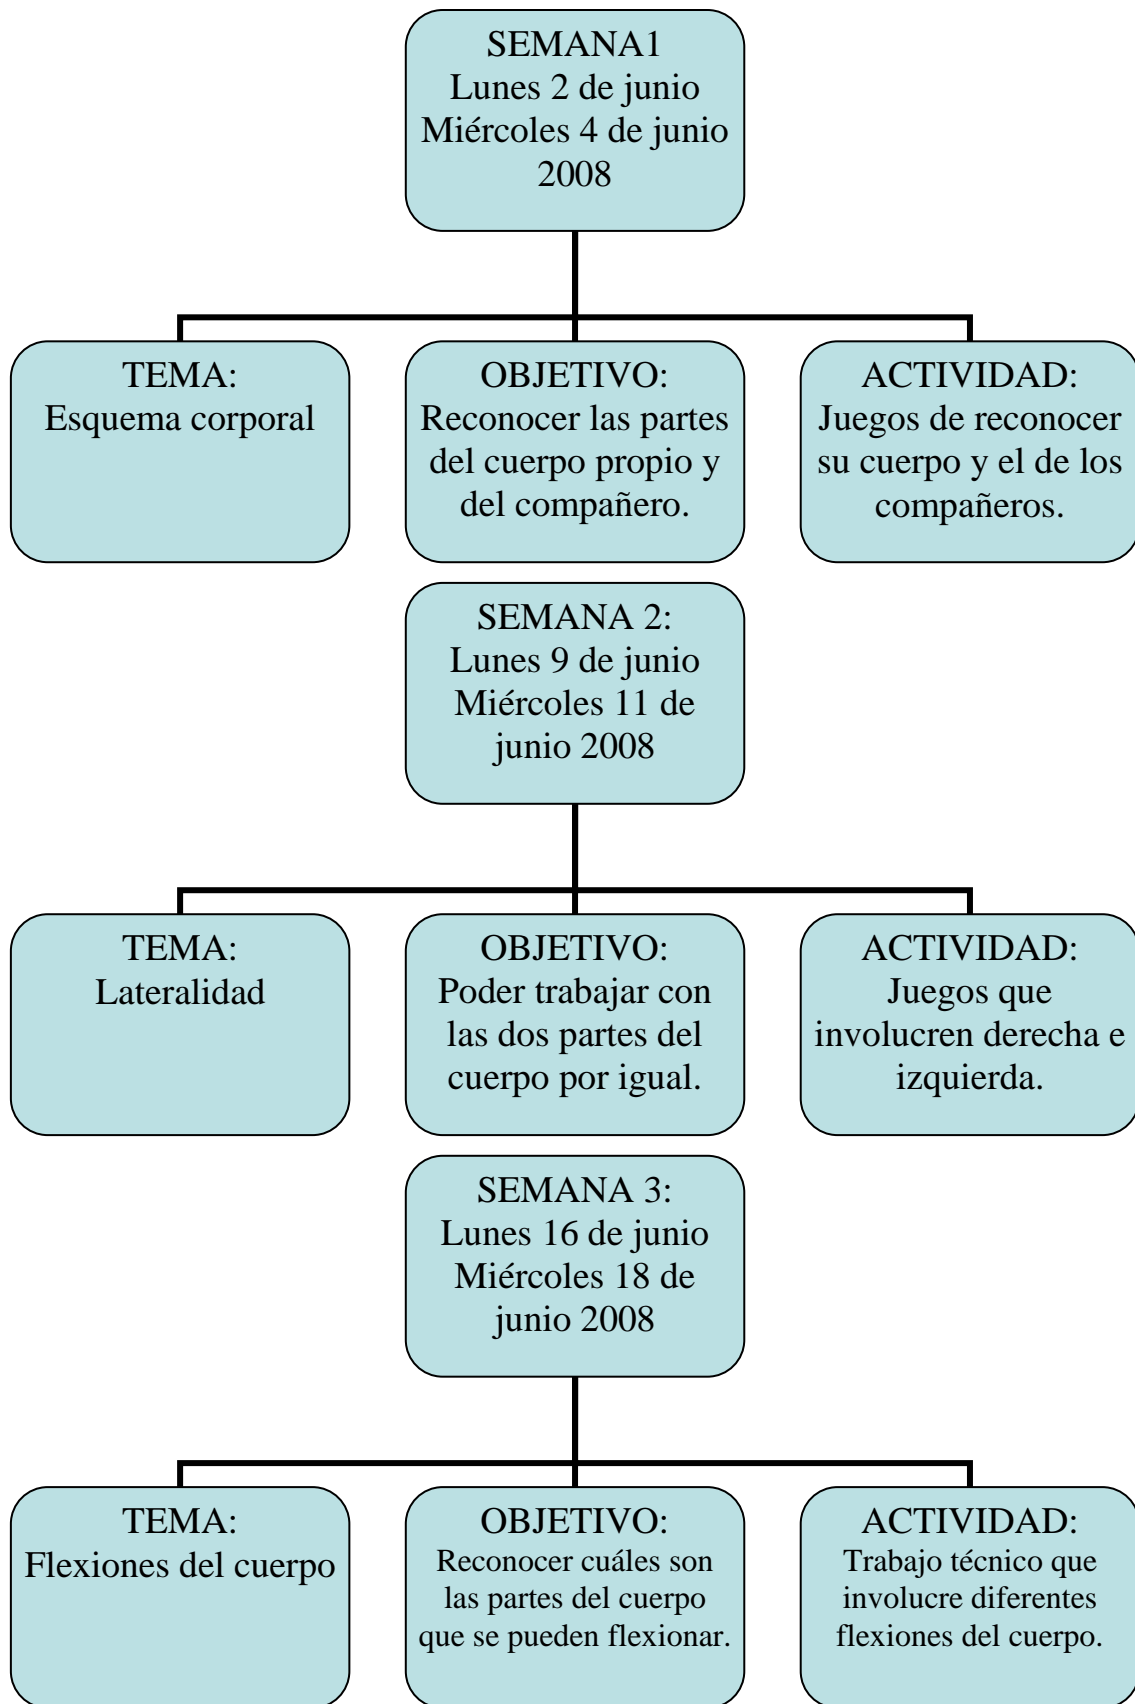 SEMANA1
Lunes 2 de junio
Miércoles 4 de junio
2008
TEMA:
Esquema corporal
OBJETIVO:
Reconocer las partes
del cuerpo propio y
del compañero.
ACTIVIDAD:
Juegos de reconocer
su cuerpo y el de los
compañeros.
SEMANA 2:
Lunes 9 de junio
Miércoles 11 de
junio 2008
TEMA:
Lateralidad
OBJETIVO:
Poder trabajar con
las dos partes del
cuerpo por igual.
ACTIVIDAD:
Juegos que
involucren derecha e
izquierda.
SEMANA 3:
Lunes 16 de junio
Miércoles 18 de
junio 2008
TEMA:
Flexiones del cuerpo
OBJETIVO:
Reconocer cuáles son
las partes del cuerpo
que se pueden flexionar.
ACTIVIDAD:
Trabajo técnico que
involucre diferentes
flexiones del cuerpo.